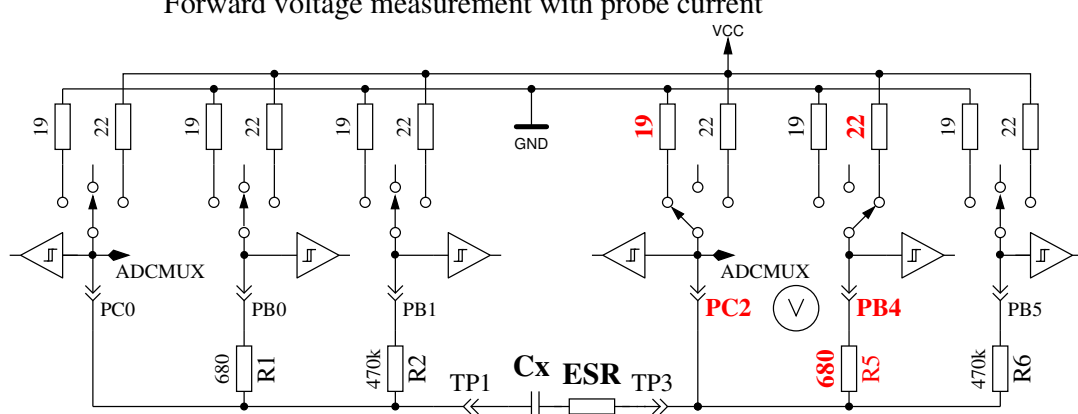 Forward voltage measurement with probe current
VCC
19 22 19 22 19 22 GND 19 22 19 22 19 22
ADCMUX ADCMUX
PC0 PB0 PB1 PC2 V PB4 PB5
680 R1 470k R2 680 R5 470k R6
TP1 Cx ESR TP3